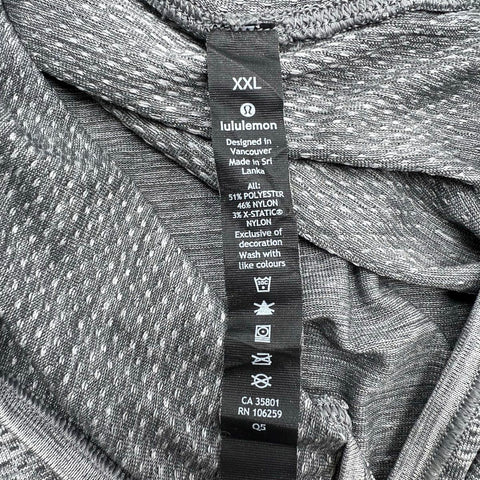 XXL
lululemon
Designed in
Vancouver
Made in Sri
Lanka
All:
51% POLYESTER
46% NYLON
3% X-STATIC®
NYLON
Exclusive of
decoration
Wash with
like colours
CA 35801
RN 106259
Q5